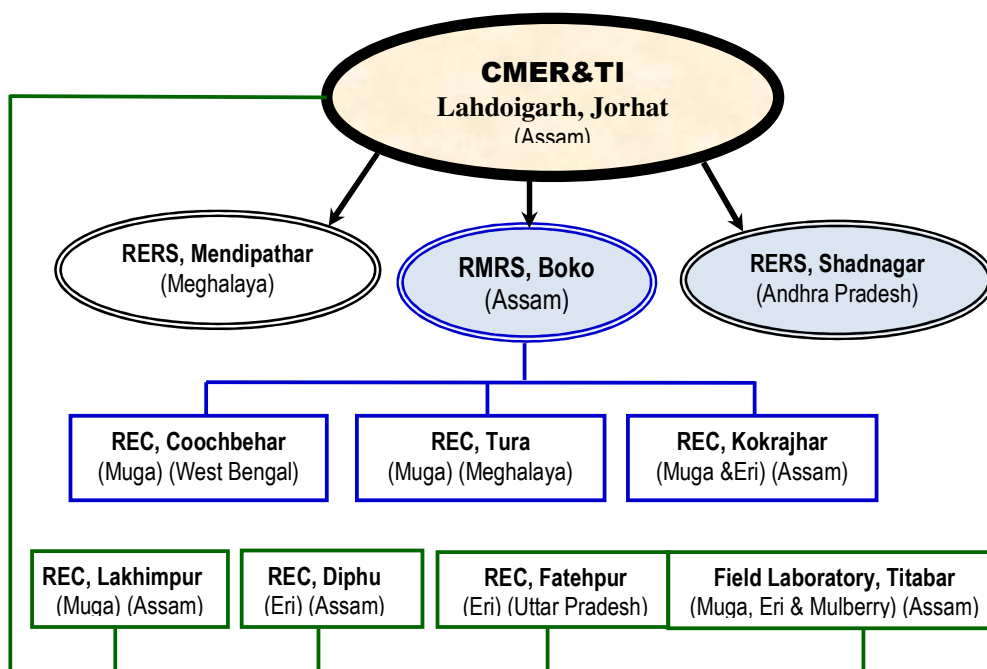 CMER&TI
Lahdoigarh, Jorhat
(Assam)
RERS, Mendipathar
(Meghalaya)
RMRS, Boko
(Assam)
RERS, Shadnagar
(Andhra Pradesh)
REC, Coochbehar
(Muga) (West Bengal)
REC, Tura
(Muga) (Meghalaya)
REC, Kokrajhar
(Muga &Eri) (Assam)
REC, Lakhimpur
(Muga) (Assam)
REC, Diphu
(Eri) (Assam)
REC, Fatehpur
(Eri) (Uttar Pradesh)
Field Laboratory, Titabar
(Muga, Eri & Mulberry) (Assam)